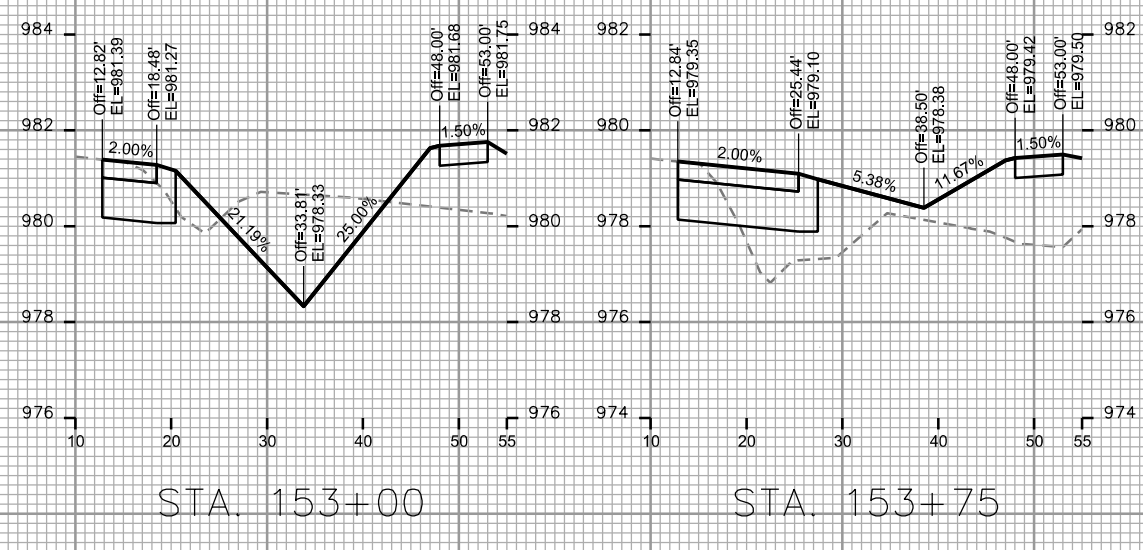 984
982
980
978
976
984
982
980
978
976
10
20
30
40
50
55
Off=12.82'
EL=981.39
Off=18.48'
EL=981.27
2.00%
21.19%
Off=33.81'
EL=978.33
25.00%
Off=48.00'
EL=981.68
1.50%
Off=53.00'
EL=981.75
STA. 153+00
982
980
978
976
974
982
980
978
976
974
10
20
30
40
50
55
Off=12.84'
EL=979.35
2.00%
Off=25.44'
EL=979.10
5.38%
Off=38.50'
EL=978.38
11.67%
Off=48.00'
EL=979.42
1.50%
Off=53.00'
EL=979.50
STA. 153+75